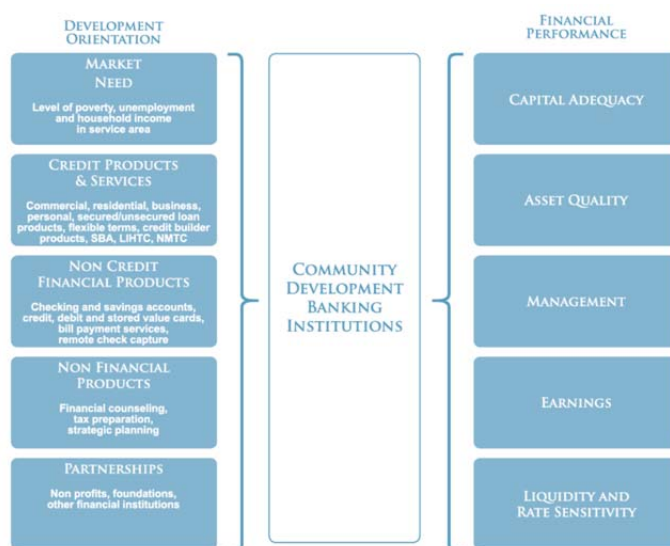 DEVELOPMENT
ORIENTATION
MARKET
NEED
Level of poverty, unemployment
and household income
in service area
CREDIT PRODUCTS
& SERVICES
Commercial, residential, business,
personal, secured/unsecured loan
products, flexible terms, credit builder
products, SBA, LIHTC, NMTC
NON CREDIT
FINANCIAL PRODUCTS
Checking and savings accounts,
credit, debit and stored value cards,
bill payment services,
remote check capture
NON FINANCIAL
PRODUCTS
Financial counseling,
tax preparation,
strategic planning
PARTNERSHIPS
Non profits, foundations,
other financial institutions
COMMUNITY
DEVELOPMENT
BANKING
INSTITUTIONS
FINANCIAL
PERFORMANCE
CAPITAL ADEQUACY
ASSET QUALITY
MANAGEMENT
EARNINGS
LIQUIDITY AND
RATE SENSITIVITY